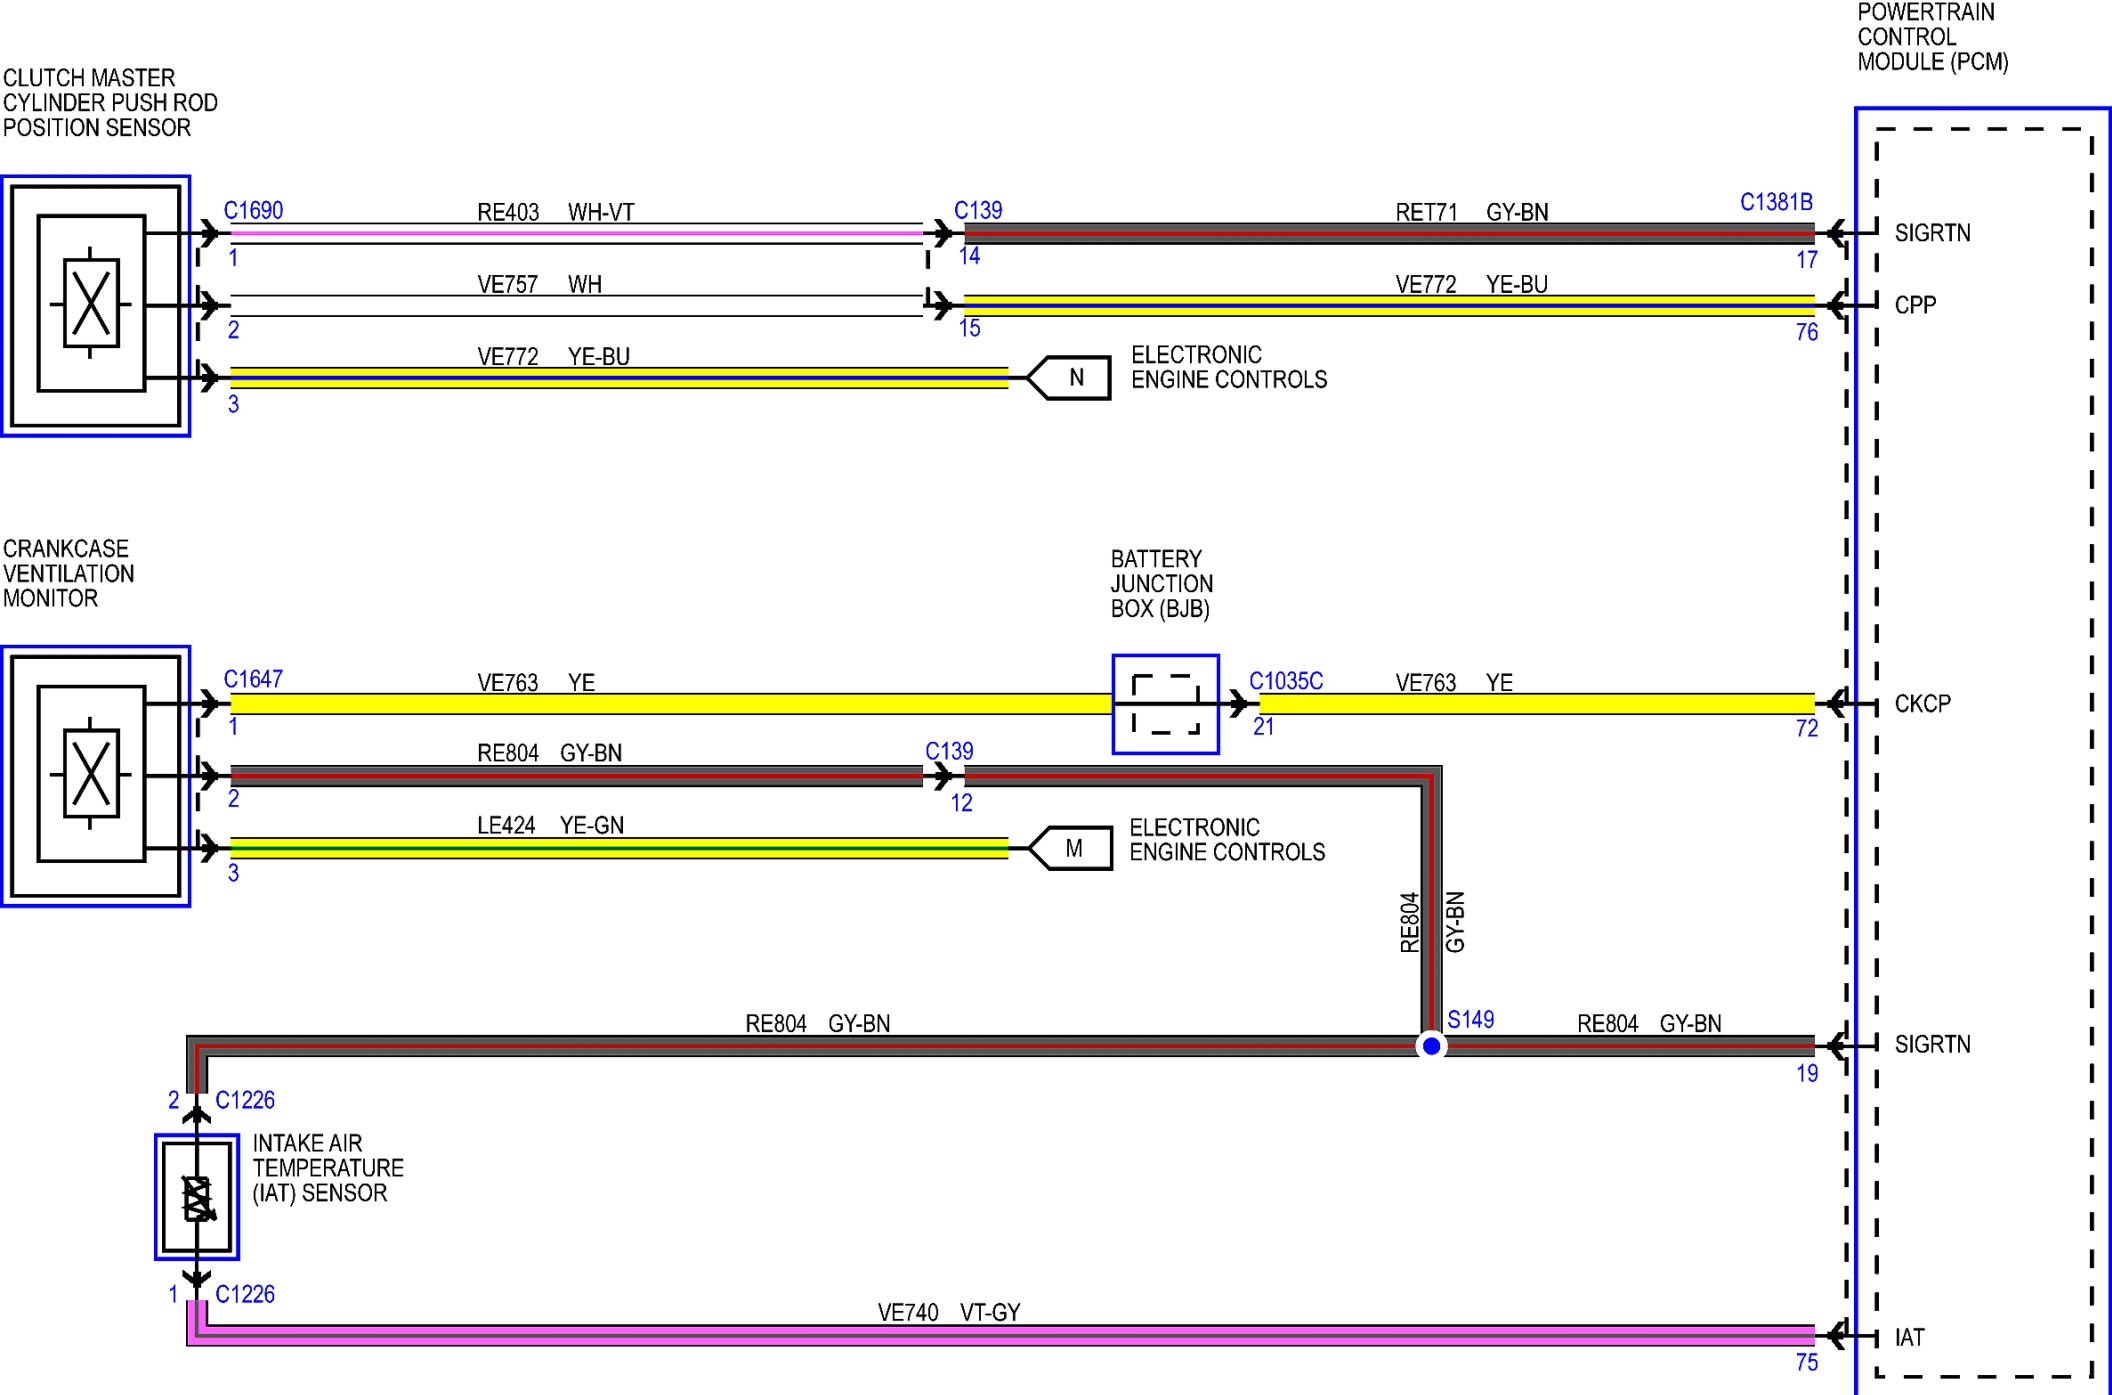 POWERTRAIN
CONTROL
MODULE (PCM)
CLUTCH MASTER
CYLINDER PUSH ROD
POSITION SENSOR
C1690
RE403 WH-VT
C139
RET71 GY-BN
C1381B
SIGRTN
1
14
17
VE757 WH
VE772 YE-BU
CPP
2
15
76
VE772 YE-BU
N
ELECTRONIC
ENGINE CONTROLS
3
CRANKCASE
VENTILATION
MONITOR
BATTERY
JUNCTION
BOX (BJB)
C1647
VE763 YE
C1035C
VE763 YE
CKCP
1
21
72
RE804 GY-BN
C139
2
12
LE424 YE-GN
M
ELECTRONIC
ENGINE CONTROLS
3
RE804
GY-BN
RE804 GY-BN
S149
RE804 GY-BN
SIGRTN
19
2 C1226
INTAKE AIR
TEMPERATURE
(IAT) SENSOR
1 C1226
VE740 VT-GY
IAT
75